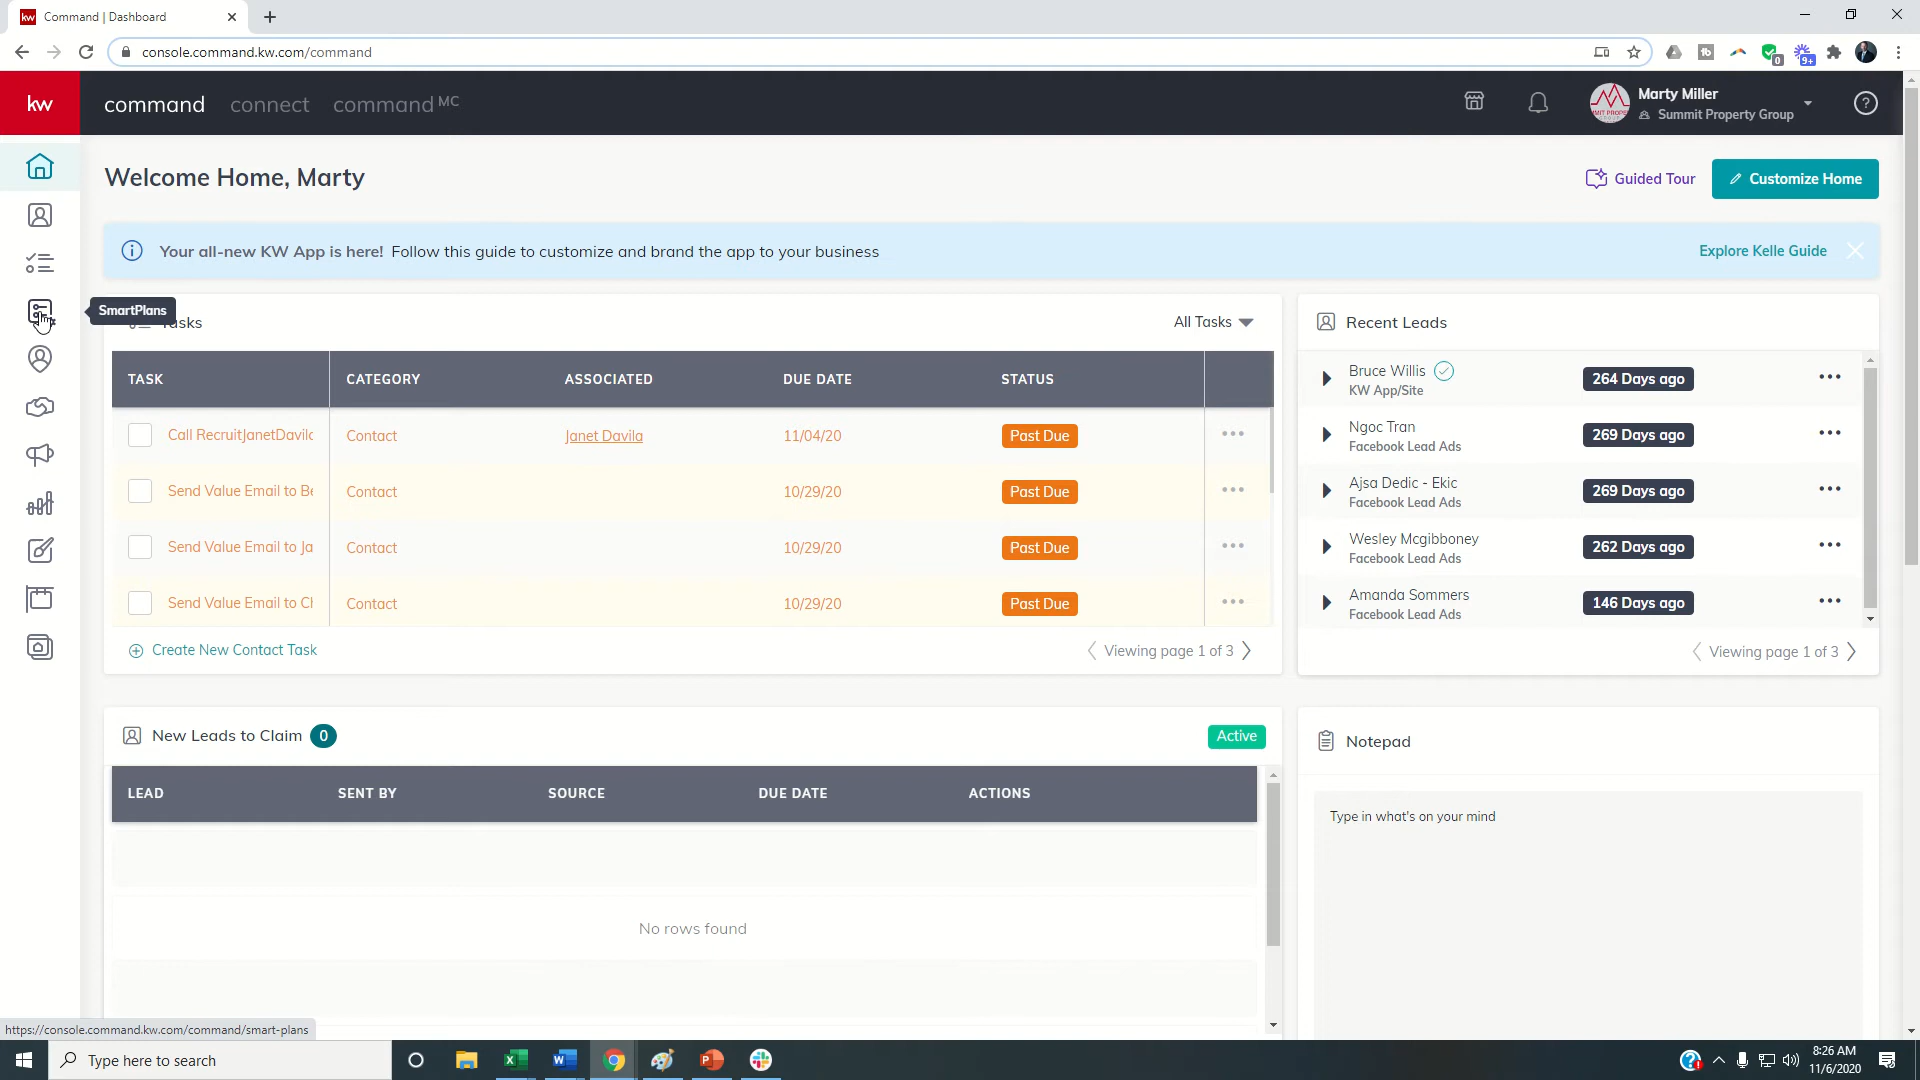 kw
Command | Dashboard
console.command.kw.com/command
9+
0
kw
command
connect
command MC
Marty Miller
Summit Property Group
Welcome Home, Marty
Guided Tour
Customize Home
Your all-new KW App is here! Follow this guide to customize and brand the app to your business
Explore Kelle Guide
SmartPlans
Tasks
All Tasks
TASK
CATEGORY
ASSOCIATED
DUE DATE
STATUS
Call RecruitJanetDavila
Contact
Janet Davila
11/04/20
Past Due
Send Value Email to Be
Contact
10/29/20
Past Due
Send Value Email to Ja
Contact
10/29/20
Past Due
Send Value Email to Ch
Contact
10/29/20
Past Due
Create New Contact Task
Viewing page 1 of 3
Recent Leads
Bruce Willis
KW App/Site
264 Days ago
Ngoc Tran
Facebook Lead Ads
269 Days ago
Ajsa Dedic - Ekic
Facebook Lead Ads
269 Days ago
Wesley Mcgibboney
Facebook Lead Ads
262 Days ago
Amanda Sommers
Facebook Lead Ads
146 Days ago
Viewing page 1 of 3
New Leads to Claim 0
Active
LEAD
SENT BY
SOURCE
DUE DATE
ACTIONS
No rows found
Notepad
Type in what's on your mind
https://console.command.kw.com/command/smart-plans
Type here to search
8:26 AM
11/6/2020